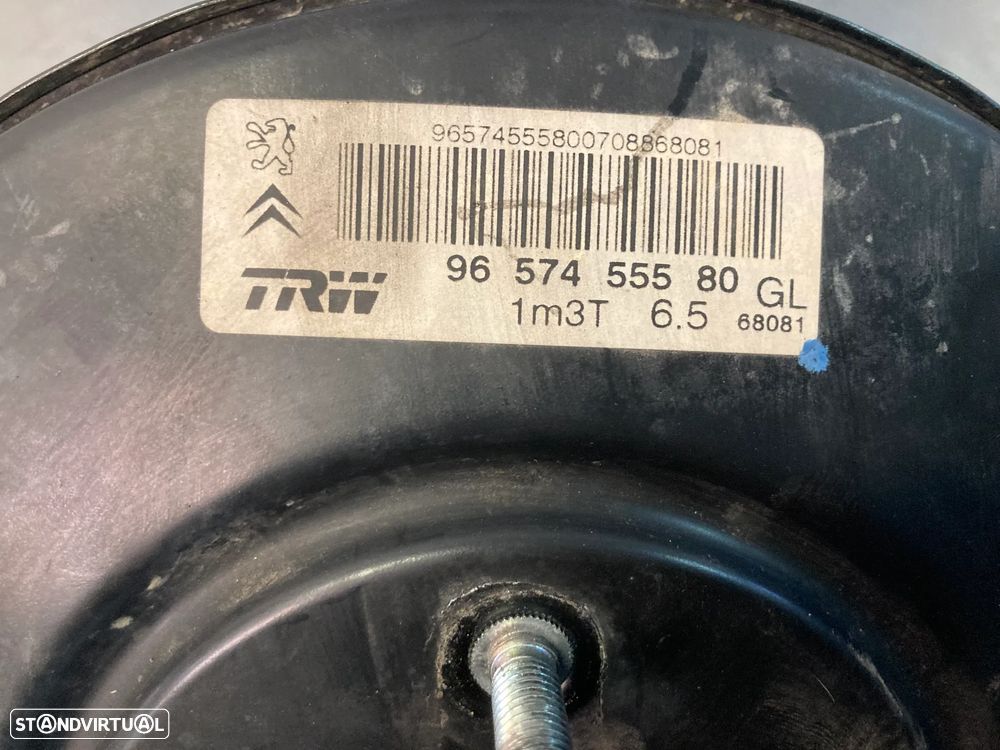 96574555800708868081
96 574 555 80 GL
1m3T 6.5 68081
TRW
STANDVIRTUAL